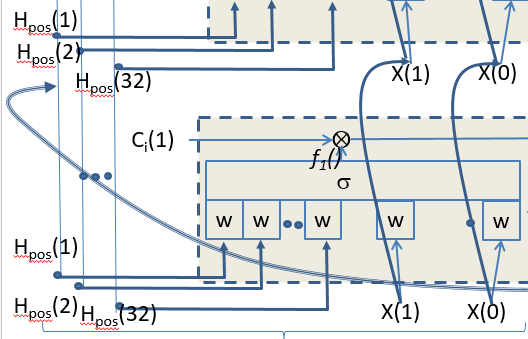 Hpos(1)
Hpos(2)
Hpos(32)
X(1) X(0)
Ci(1)
f1()
σ
w w w w w
Hpos(1)
Hpos(2) Hpos(32)
X(1) X(0)